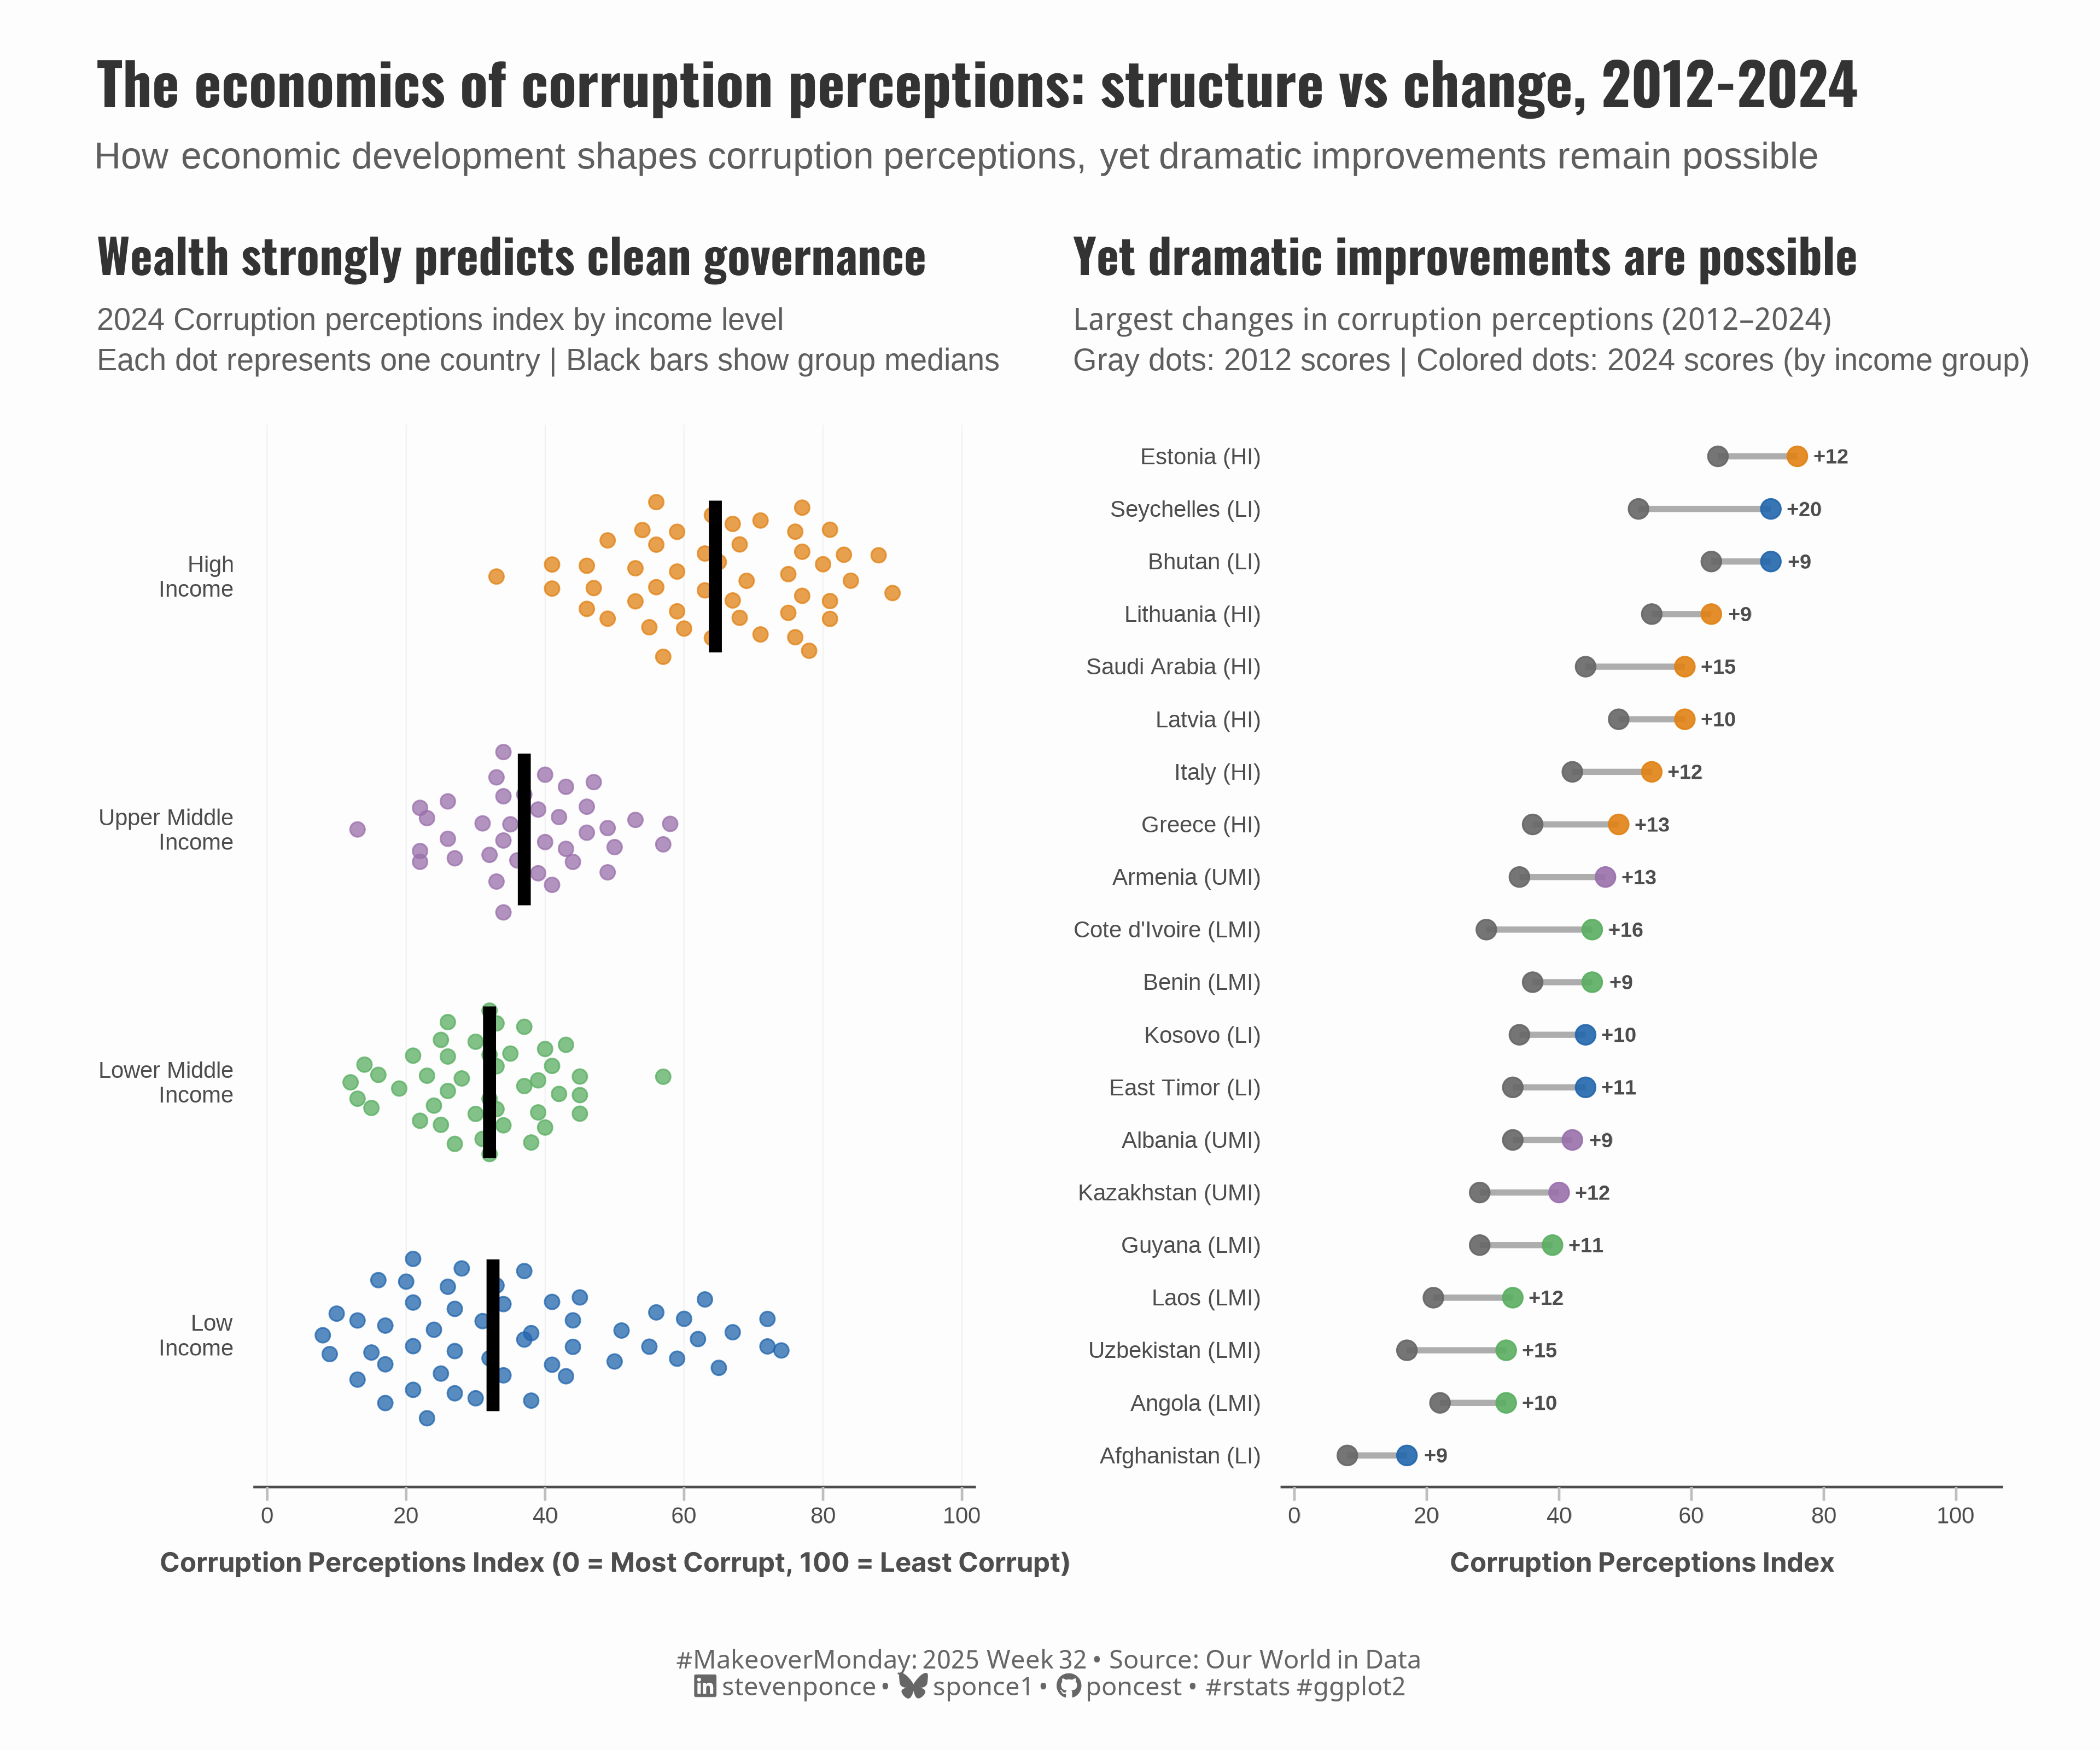 The economics of corruption perceptions: structure vs change, 2012-2024
How economic development shapes corruption perceptions, yet dramatic improvements remain possible
Wealth strongly predicts clean governance
2024 Corruption perceptions index by income level
Each dot represents one country | Black bars show group medians
High
Income
Upper Middle
Income
Lower Middle
Income
Low
Income
0 20 40 60 80 100
Corruption Perceptions Index (0 = Most Corrupt, 100 = Least Corrupt)
Yet dramatic improvements are possible
Largest changes in corruption perceptions (2012–2024)
Gray dots: 2012 scores | Colored dots: 2024 scores (by income group)
Estonia (HI) +12
Seychelles (LI) +20
Bhutan (LI) +9
Lithuania (HI) +9
Saudi Arabia (HI) +15
Latvia (HI) +10
Italy (HI) +12
Greece (HI) +13
Armenia (UMI) +13
Cote d'Ivoire (LMI) +16
Benin (LMI) +9
Kosovo (LI) +10
East Timor (LI) +11
Albania (UMI) +9
Kazakhstan (UMI) +12
Guyana (LMI) +11
Laos (LMI) +12
Uzbekistan (LMI) +15
Angola (LMI) +10
Afghanistan (LI) +9
0 20 40 60 80 100
Corruption Perceptions Index
#MakeoverMonday: 2025 Week 32 • Source: Our World in Data
in stevenponce • sponce1 • poncest • #rstats #ggplot2